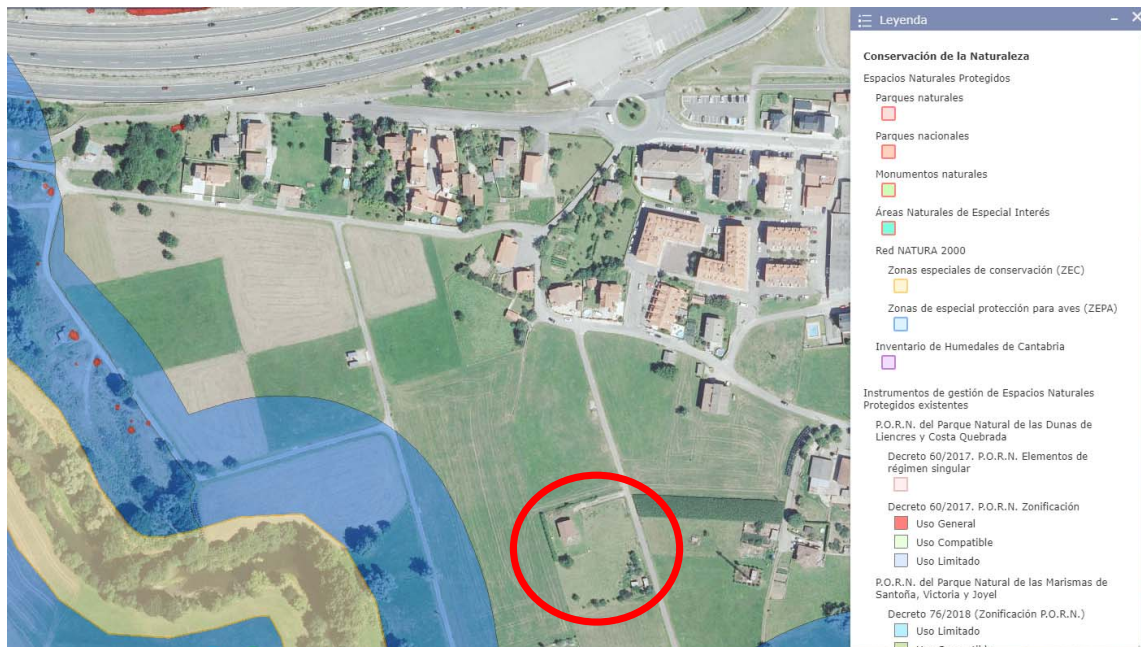 Leyenda
Conservación de la Naturaleza
Espacios Naturales Protegidos
Parques naturales
Parques nacionales
Monumentos naturales
Áreas Naturales de Especial Interés
Red NATURA 2000
Zonas especiales de conservación (ZEC)
Zonas de especial protección para aves (ZEPA)
Inventario de Humedales de Cantabria
Instrumentos de gestión de Espacios Naturales
Protegidos existentes
P.O.R.N. del Parque Natural de las Dunas de
Liencres y Costa Quebrada
Decreto 60/2017. P.O.R.N. Elementos de
régimen singular
Decreto 60/2017. P.O.R.N. Zonificación
Uso General
Uso Compatible
Uso Limitado
P.O.R.N. del Parque Natural de las Marismas de
Santoña, Victoria y Joyel
Decreto 76/2018 (Zonificación P.O.R.N.)
Uso Limitado